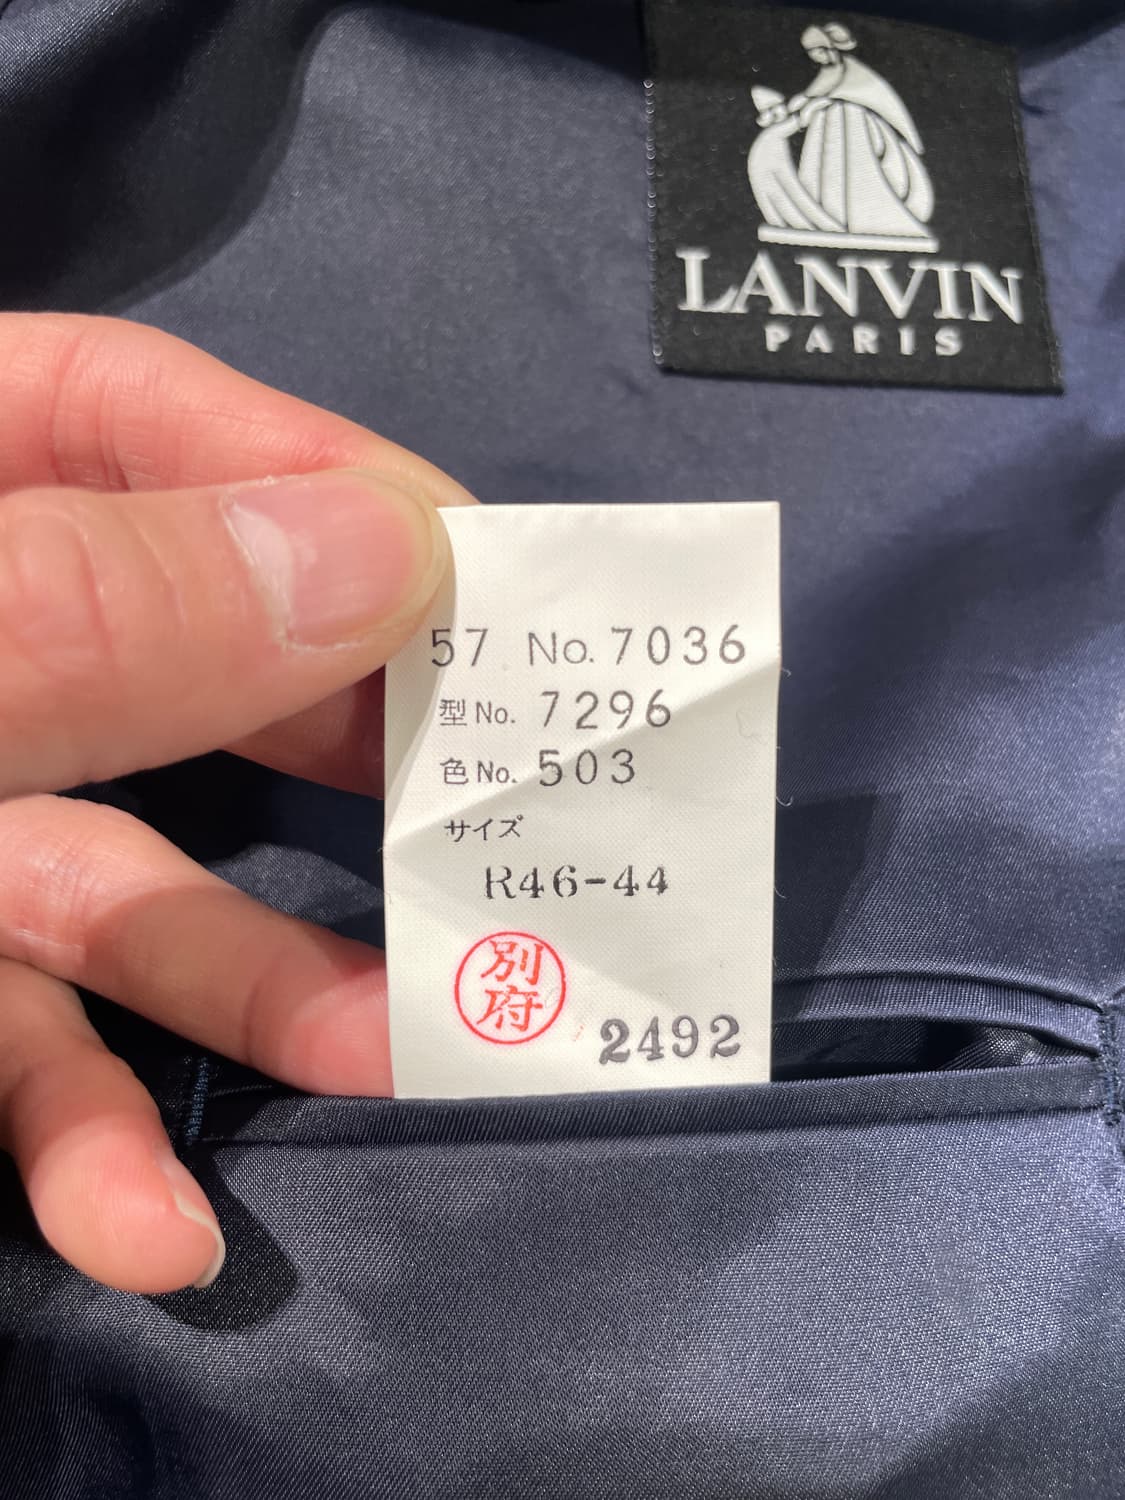 LANVIN
PARIS
57 No. 7036
型No. 7296
色No. 503
サイズ
R46-44
別府
2492